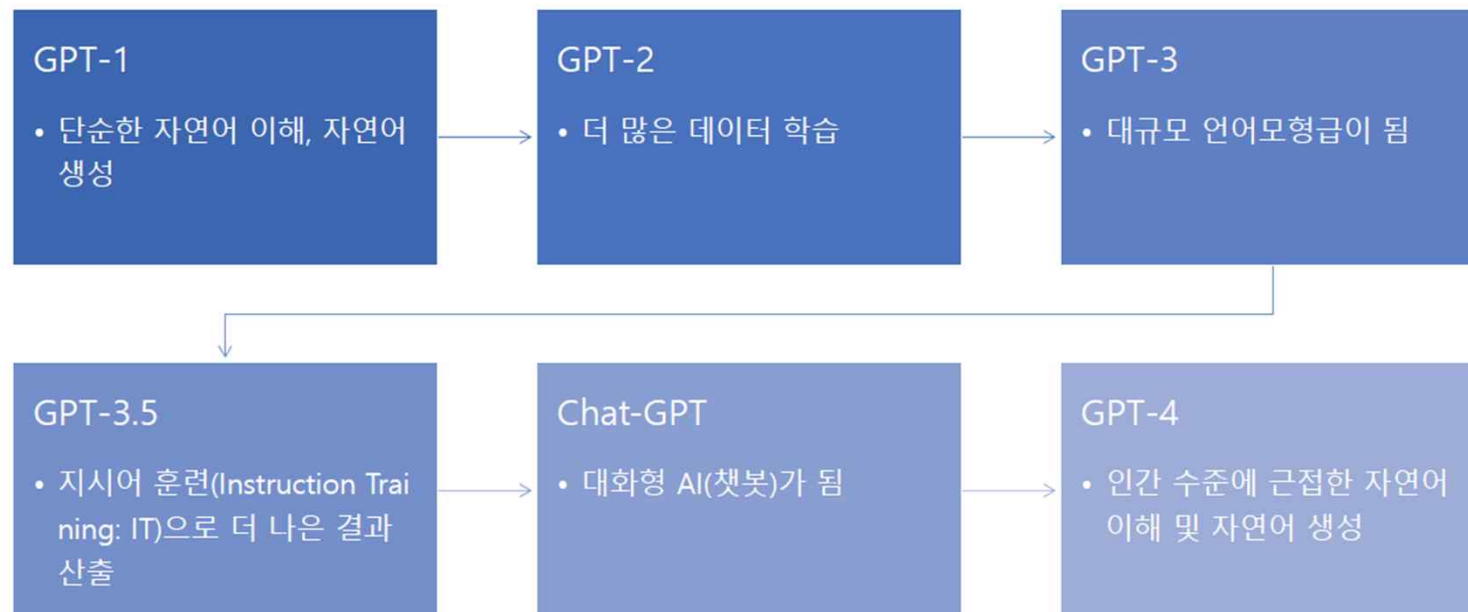 GPT-1
• 단순한 자연어 이해, 자연어
생성
GPT-2
• 더 많은 데이터 학습
GPT-3
• 대규모 언어모형급이 됨
GPT-3.5
• 지시어 훈련(Instruction Trai
ning: IT)으로 더 나은 결과
산출
Chat-GPT
• 대화형 AI(챗봇)가 됨
GPT-4
• 인간 수준에 근접한 자연어
이해 및 자연어 생성